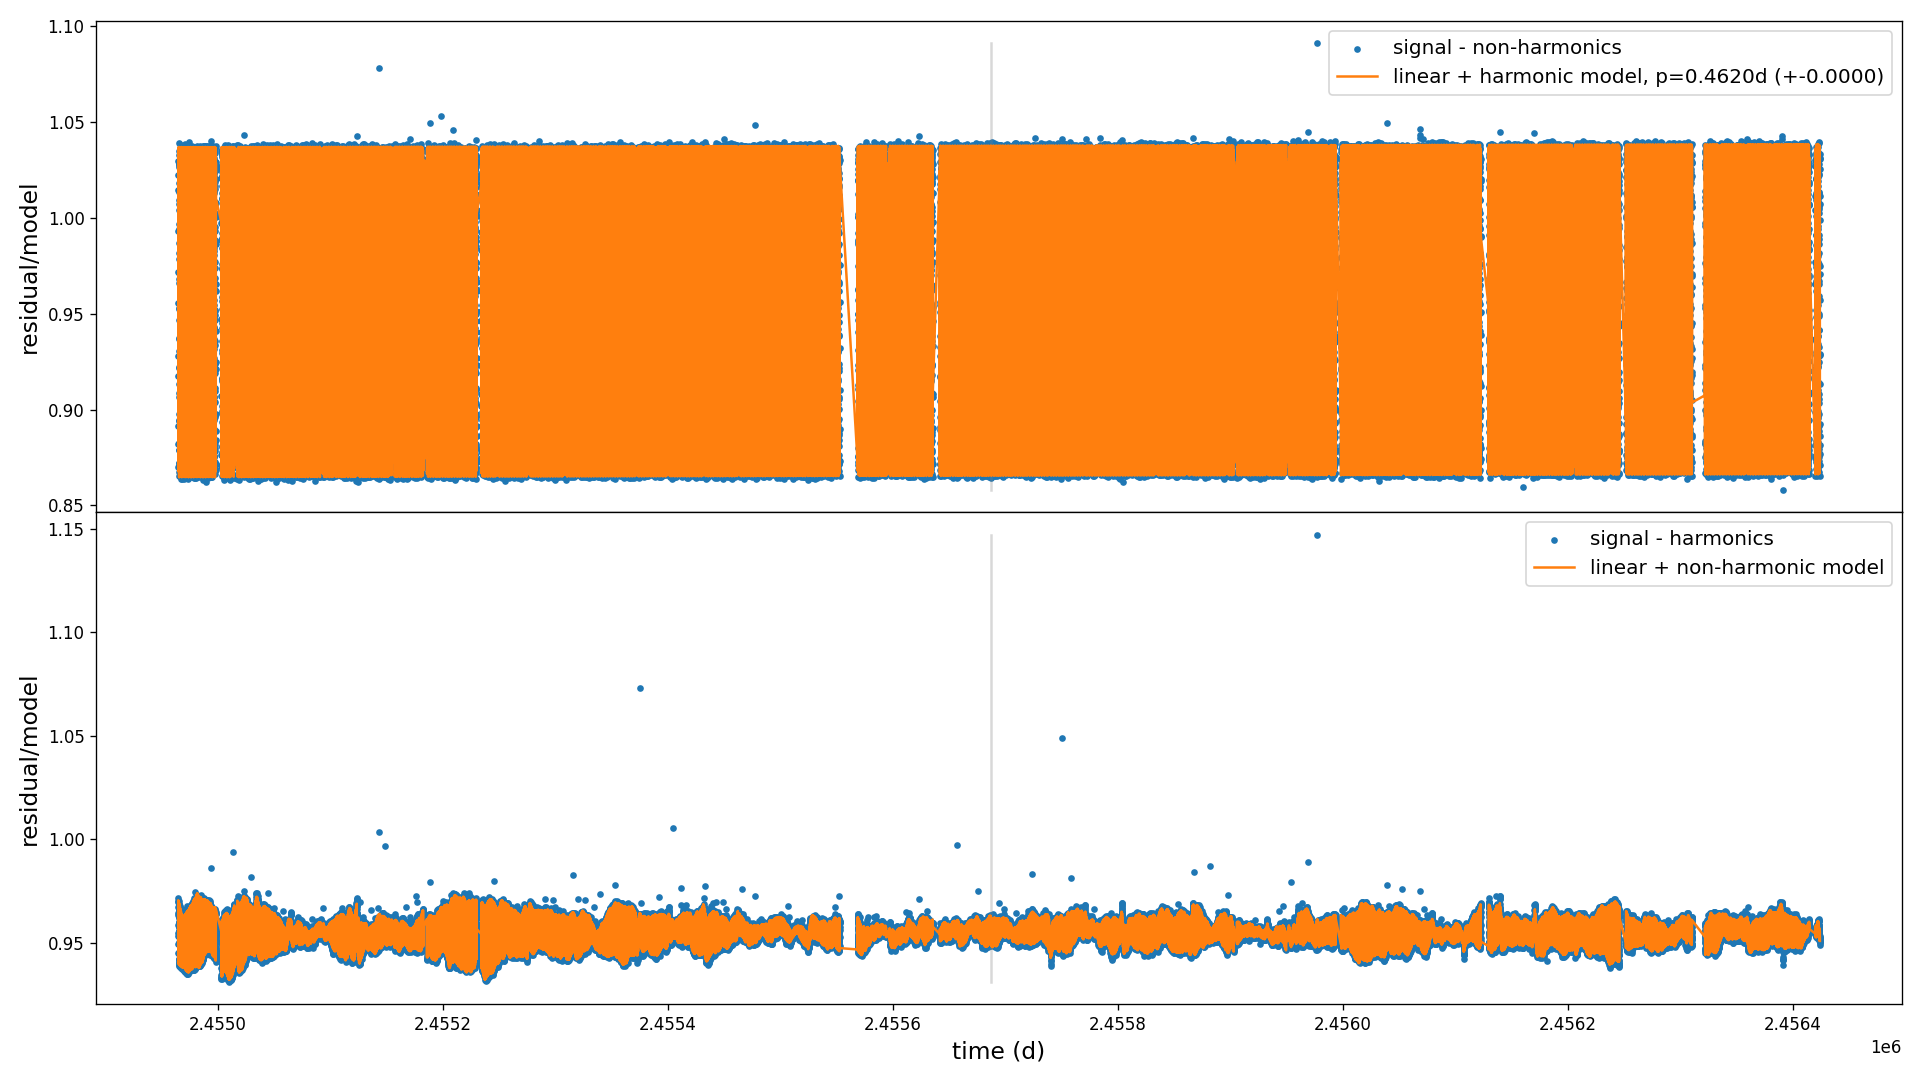 1.10
1.05
1.00
0.95
0.90
0.85
residual/model
signal - non-harmonics
linear + harmonic model, p=0.4620d (+-0.0000)
1.15
1.10
1.05
1.00
0.95
residual/model
signal - harmonics
linear + non-harmonic model
2.4550 2.4552 2.4554 2.4556 2.4558 2.4560 2.4562 2.4564
1e6
time (d)